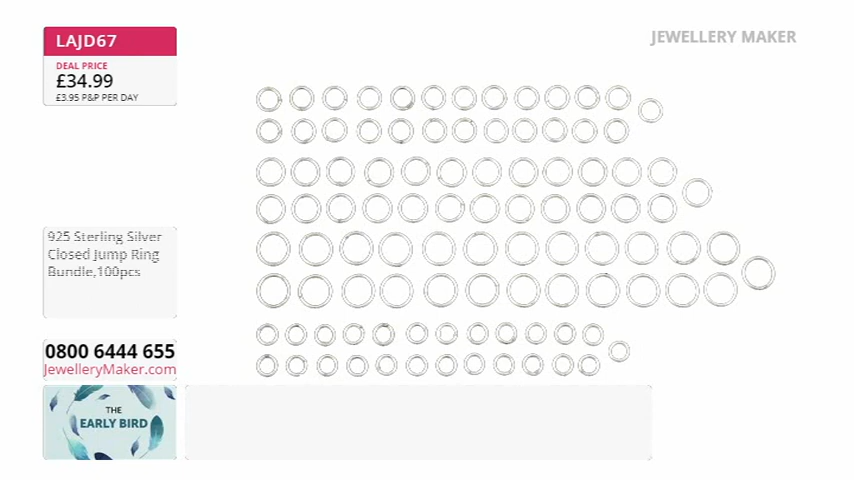 LAJD67
JEWELLERY MAKER
DEAL PRICE
£34.99
£3.95 P&P PER DAY
925 Sterling Silver
Closed Jump Ring
Bundle,100pcs
0800 6444 655
JewelleryMaker.com
THE
EARLY BIRD